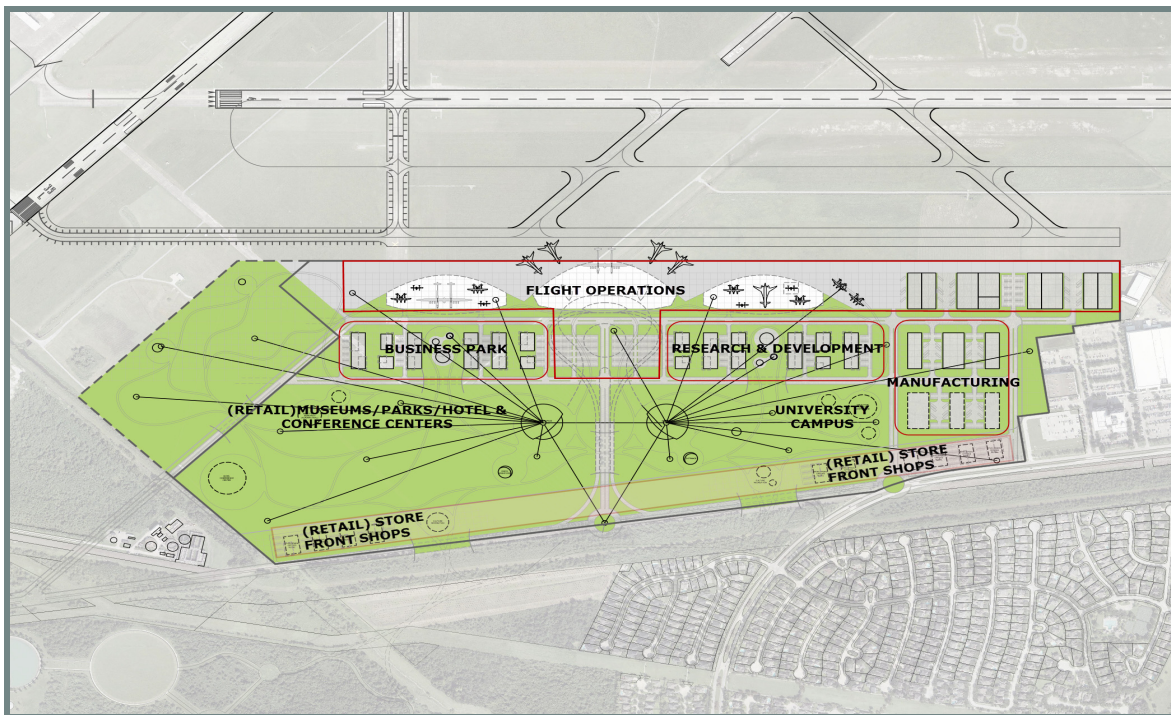 FLIGHT OPERATIONS
BUSINESS PARK
RESEARCH & DEVELOPMENT
MANUFACTURING
(RETAIL)MUSEUMS/PARKS/HOTEL &
CONFERENCE CENTERS
UNIVERSITY
CAMPUS
(RETAIL) STORE
FRONT SHOPS
(RETAIL) STORE
FRONT SHOPS